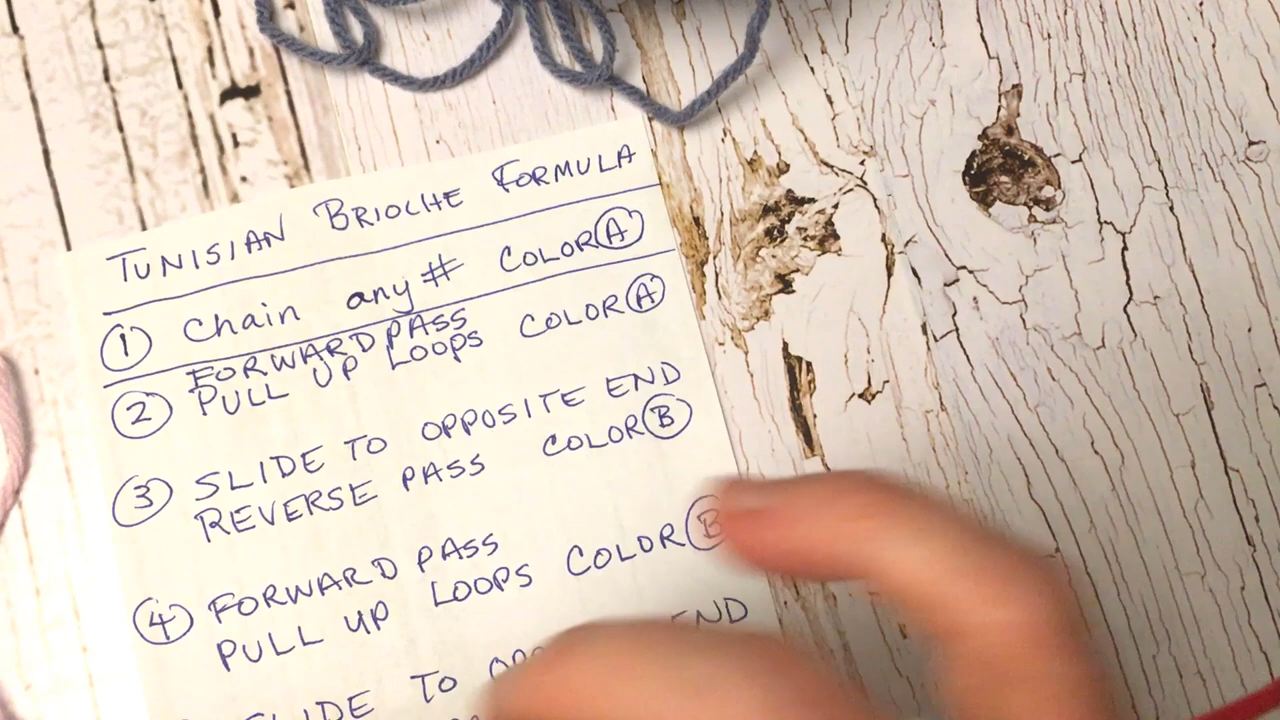 TUNISIAN BRIOCHE FORMULA
① Chain any # COLOR Ⓐ
② FORWARD PASS
PULL UP LOOPS COLOR Ⓐ
③ SLIDE TO OPPOSITE END
REVERSE PASS COLOR Ⓑ
④ FORWARD PASS
PULL UP LOOPS COLOR Ⓑ
SLIDE TO END